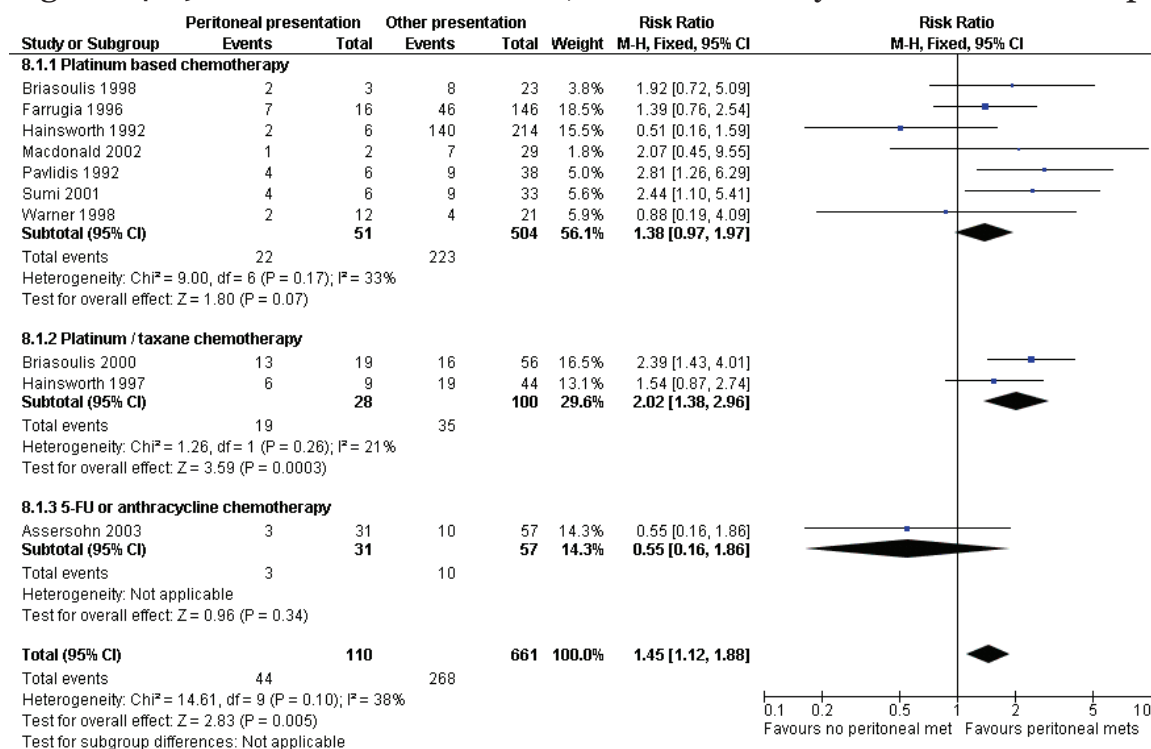 Peritoneal presentation Other presentation Risk Ratio Risk Ratio
Study or Subgroup Events Total Events Total Weight M-H, Fixed, 95% CI M-H, Fixed, 95% CI
8.1.1 Platinum based chemotherapy
Briasoulis 1998 2 3 8 23 3.8% 1.92 [0.72, 5.09]
Farrugia 1996 7 16 46 146 18.5% 1.39 [0.76, 2.54]
Hainsworth 1992 2 6 140 214 15.5% 0.51 [0.16, 1.59]
Macdonald 2002 1 2 7 29 1.8% 2.07 [0.45, 9.55]
Pavlidis 1992 4 6 9 38 5.0% 2.81 [1.26, 6.29]
Sumi 2001 4 6 9 33 5.6% 2.44 [1.10, 5.41]
Warner 1998 2 12 4 21 5.9% 0.88 [0.19, 4.09]
Subtotal (95% CI) 51 504 56.1% 1.38 [0.97, 1.97]
Total events 22 223
Heterogeneity: Chi² = 9.00, df = 6 (P = 0.17); I² = 33%
Test for overall effect: Z = 1.80 (P = 0.07)
8.1.2 Platinum / taxane chemotherapy
Briasoulis 2000 13 19 16 56 16.5% 2.39 [1.43, 4.01]
Hainsworth 1997 6 9 19 44 13.1% 1.54 [0.87, 2.74]
Subtotal (95% CI) 28 100 29.6% 2.02 [1.38, 2.96]
Total events 19 35
Heterogeneity: Chi² = 1.26, df = 1 (P = 0.26); I² = 21%
Test for overall effect: Z = 3.59 (P = 0.0003)
8.1.3 5-FU or anthracycline chemotherapy
Assersohn 2003 3 31 10 57 14.3% 0.55 [0.16, 1.86]
Subtotal (95% CI) 31 57 14.3% 0.55 [0.16, 1.86]
Total events 3 10
Heterogeneity: Not applicable
Test for overall effect: Z = 0.96 (P = 0.34)
Total (95% CI) 110 661 100.0% 1.45 [1.12, 1.88]
Total events 44 268
Heterogeneity: Chi² = 14.61, df = 9 (P = 0.10); I² = 38%
Test for overall effect: Z = 2.83 (P = 0.005)
Test for subgroup differences: Not applicable
0.1 0.2 0.5 1 2 5 10
Favours no peritoneal met Favours peritoneal mets